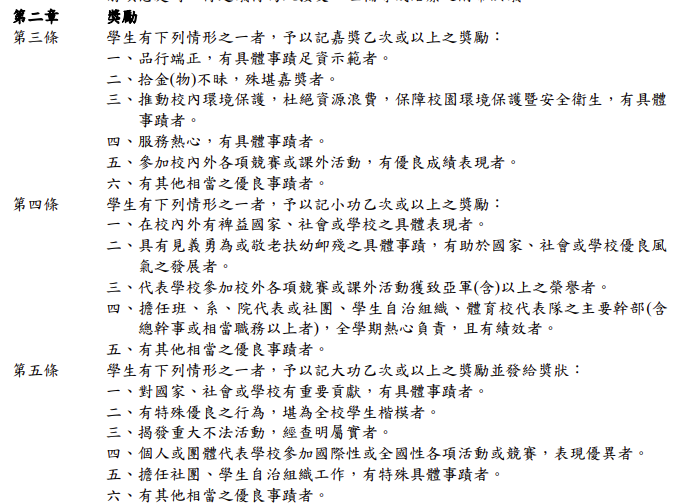 第二章 獎勵
第三條 學生有下列情形之一者，予以記嘉獎乙次或以上之獎勵：
一、品行端正，有具體事蹟足資示範者。
二、拾金(物)不昧，殊堪嘉獎者。
三、推動校內環境保護，杜絕資源浪費，保障校園環境保護暨安全衛生，有具體
事蹟者。
四、服務熱心，有具體事蹟者。
五、參加校內外各項競賽或課外活動，有優良成績表現者。
六、有其他相當之優良事蹟者。
第四條 學生有下列情形之一者，予以記小功乙次或以上之獎勵：
一、在校內外有裨益國家、社會或學校之具體表現者。
二、具有見義勇為或敬老扶幼卹殘之具體事蹟，有助於國家、社會或學校優良風
氣之發展者。
三、代表學校參加校外各項競賽或課外活動獲致亞軍(含)以上之榮譽者。
四、擔任班、系、院代表或社團、學生自治組織、體育校代表隊之主要幹部(含
總幹事或相當職務以上者)，全學期熱心負責，且有績效者。
五、有其他相當之優良事蹟者。
第五條 學生有下列情形之一者，予以記大功乙次或以上之獎勵並發給獎狀：
一、對國家、社會或學校有重要貢獻，有具體事蹟者。
二、有特殊優良之行為，堪為全校學生楷模者。
三、揭發重大不法活動，經查明屬實者。
四、個人或團體代表學校參加國際性或全國性各項活動或競賽，表現優異者。
五、擔任社團、學生自治組織工作，有特殊具體事蹟者。
六、有其他相當之優良事蹟者。